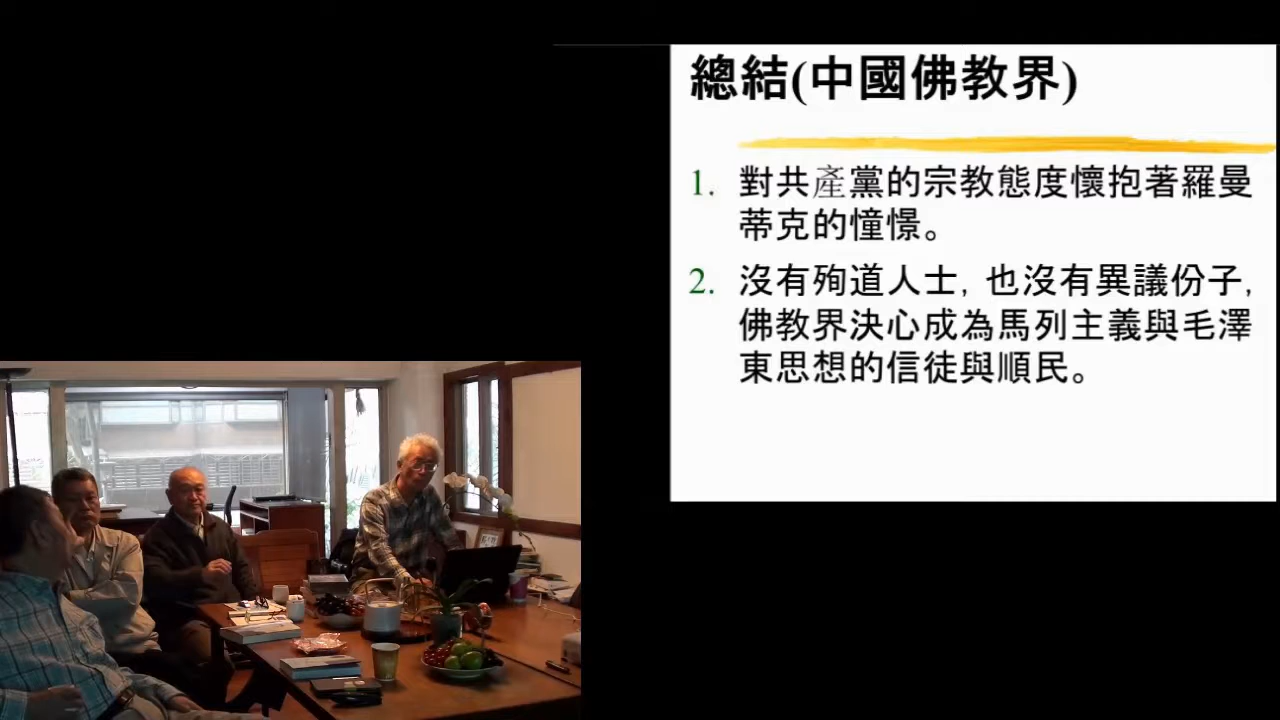 總結(中國佛教界)
1. 對共產黨的宗教態度懷抱著羅曼
蒂克的憧憬。
2. 沒有殉道人士, 也沒有異議份子,
佛教界決心成為馬列主義與毛澤
東思想的信徒與順民。